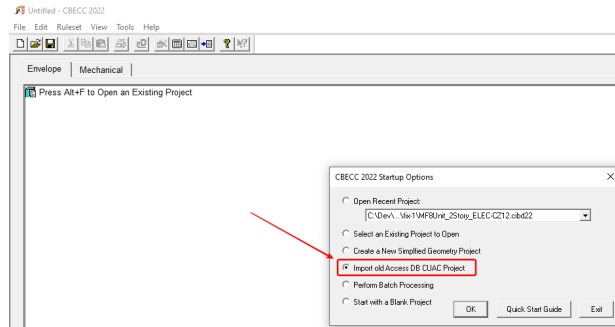 Untitled - CBECC 2022
File Edit Ruleset View Tools Help
Envelope Mechanical
Press Alt+F to Open an Existing Project
CBECC 2022 Startup Options
Open Recent Project:
C:\Dev\...\fix-1\MF8Unit_2Story_ELEC-CZ12.cibd22
Select an Existing Project to Open
Create a New Simplfied Geometry Project
Import old Access DB CUAC Project
Perform Batch Processing
Start with a Blank Project
OK Quick Start Guide Exit